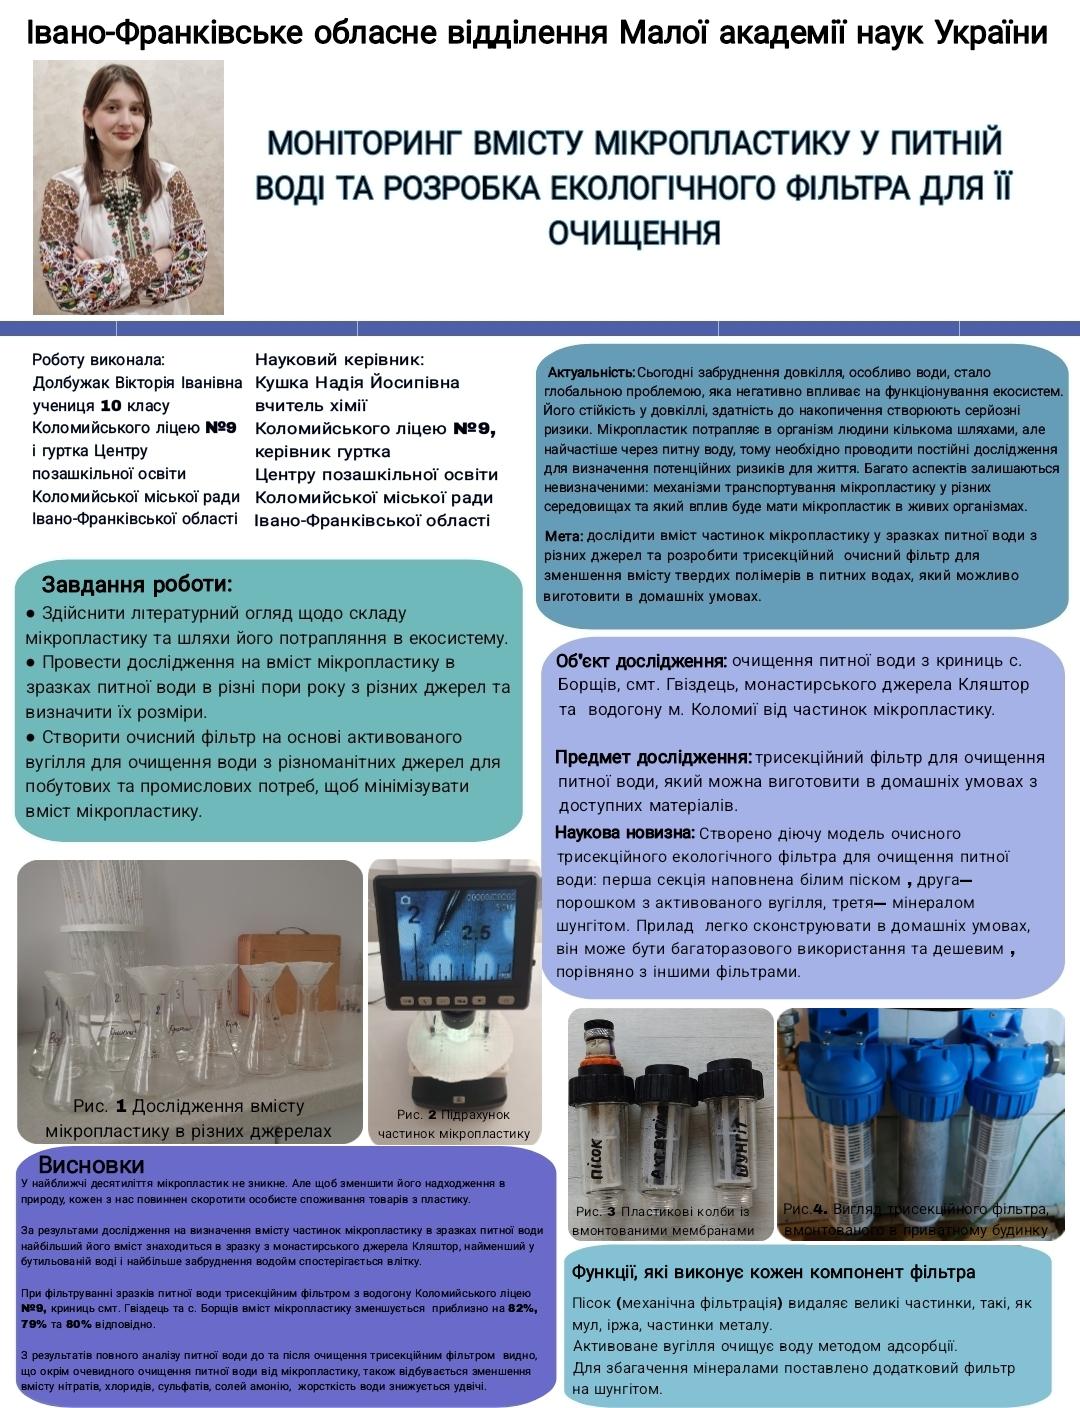 Івано-Франківське обласне відділення Малої академії наук України
МОНІТОРИНГ ВМІСТУ МІКРОПЛАСТИКУ У ПИТНІЙ
ВОДІ ТА РОЗРОБКА ЕКОЛОГІЧНОГО ФІЛЬТРА ДЛЯ ЇЇ
ОЧИЩЕННЯ
Роботу виконала:
Долбужак Вікторія Іванівна
учениця 10 класу
Коломийського ліцею №9
і гуртка Центру
позашкільної освіти
Коломийської міської ради
Івано-Франківської області
Науковий керівник:
Кушка Надія Йосипівна
вчитель хімії
Коломийського ліцею №9,
керівник гуртка
Центру позашкільної освіти
Коломийської міської ради
Івано-Франківської області
Актуальність: Сьогодні забруднення довкілля, особливо води, стало
глобальною проблемою, яка негативно впливає на функціонування екосистем.
Його стійкість у довкіллі, здатність до накопичення створюють серйозні
ризики. Мікропластик потрапляє в організм людини кількома шляхами, але
найчастіше через питну воду, тому необхідно проводити постійні дослідження
для визначення потенційних ризиків для життя. Багато аспектів залишаються
невизначеними: механізми транспортування мікропластику у різних
середовищах та який вплив буде мати мікропластик в живих організмах.
Мета: дослідити вміст частинок мікропластику у зразках питної води з
різних джерел та розробити трисекційний очисний фільтр для
зменшення вмісту твердих полімерів в питних водах, який можливо
виготовити в домашніх умовах.
Завдання роботи:
● Здійснити літературний огляд щодо складу
мікропластику та шляхи його потрапляння в екосистему.
● Провести дослідження на вміст мікропластику в
зразках питної води в різні пори року з різних джерел та
визначити їх розміри.
● Створити очисний фільтр на основі активованого
вугілля для очищення води з різноманітних джерел для
побутових та промислових потреб, щоб мінімізувати
вміст мікропластику.
Об'єкт дослідження: очищення питної води з криниць с.
Борщів, смт. Гвіздець, монастирського джерела Кляштор
та водогону м. Коломиї від частинок мікропластику.
Предмет дослідження: трисекційний фільтр для очищення
питної води, який можна виготовити в домашніх умовах з
доступних матеріалів.
Наукова новизна: Створено діючу модель очисного
трисекційного екологічного фільтра для очищення питної
води: перша секція наповнена білим піском , друга—
порошком з активованого вугілля, третя— мінералом
шунгітом. Прилад легко сконструювати в домашніх умовах,
він може бути багаторазового використання та дешевим ,
порівняно з іншими фільтрами.
2
2.5
Рис. 1 Дослідження вмісту
мікропластику в різних джерелах
Рис. 2 Підрахунок
частинок мікропластику
Пісок
Шунгіт
Рис. 3 Пластикові колби із
вмонтованими мембранами
Рис.4. Вигляд трисекційного фільтра,
вмонтованого в приватному будинку
Висновки
У найближчі десятиліття мікропластик не зникне. Але щоб зменшити його надходження в
природу, кожен з нас повиннен скоротити особисте споживання товарів з пластику.
За результами дослідження на визначення вмісту частинок мікропластику в зразках питної води
найбільший його вміст знаходиться в зразку з монастирського джерела Кляштор, найменший у
бутильованій воді і найбільше забруднення водойм спостерігається влітку.
При фільтруванні зразків питної води трисекційним фільтром з водогону Коломийського ліцею
№9, криниць смт. Гвіздець та с. Борщів вміст мікропластику зменшується приблизно на 82%,
79% та 80% відповідно.
З результатів повного аналізу питної води до та після очищення трисекційним фільтром видно,
що окрім очевидного очищення питної води від мікропластику, також відбувається зменшення
вмісту нітратів, хлоридів, сульфатів, солей амонію, жорсткість води знижується удвічі.
Функції, які виконує кожен компонент фільтра
Пісок (механічна фільтрація) видаляє великі частинки, такі, як
мул, іржа, частинки металу.
Активоване вугілля очищує воду методом адсорбції.
Для збагачення мінералами поставлено додатковий фільтр
на шунгітом.